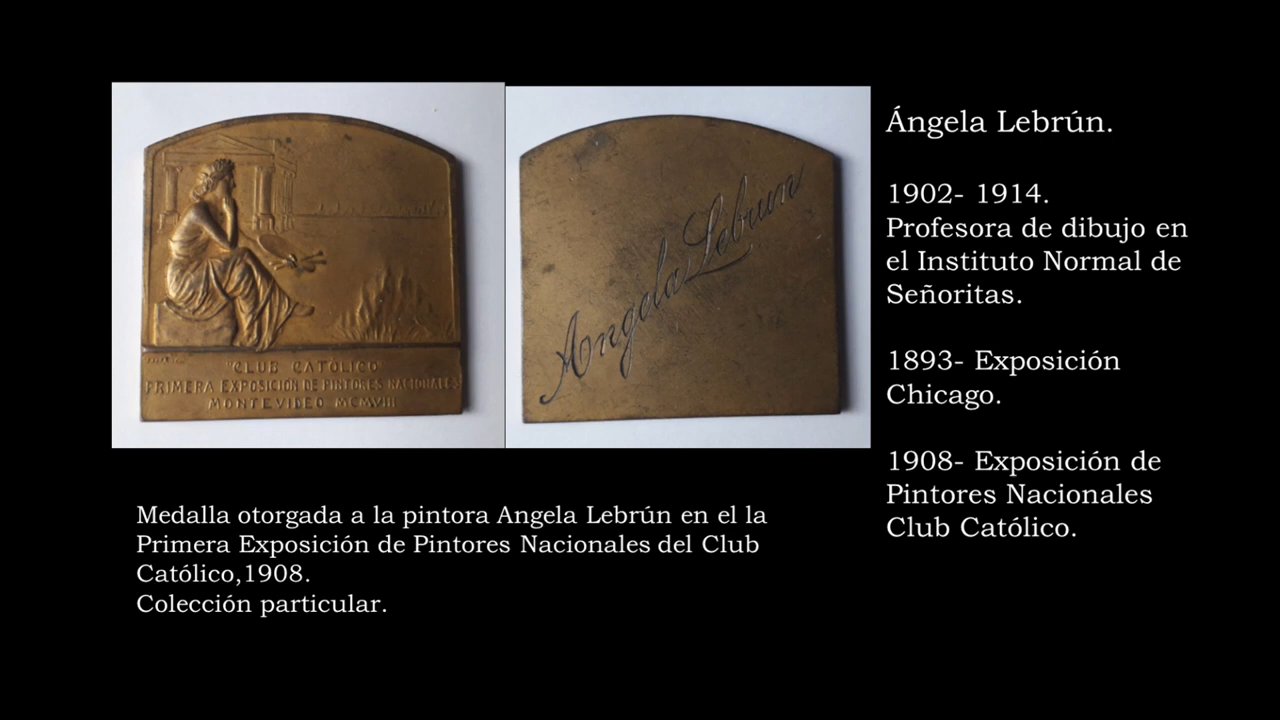 "CLUB CATÓLICO"
PRIMERA EXPOSICIÓN DE PINTORES NACIONALES
MONTEVIDEO MCMVIII
Angela Lebrun
Medalla otorgada a la pintora Angela Lebrún en el la
Primera Exposición de Pintores Nacionales del Club
Católico,1908.
Colección particular.
Ángela Lebrún.
1902- 1914.
Profesora de dibujo en
el Instituto Normal de
Señoritas.
1893- Exposición
Chicago.
1908- Exposición de
Pintores Nacionales
Club Católico.